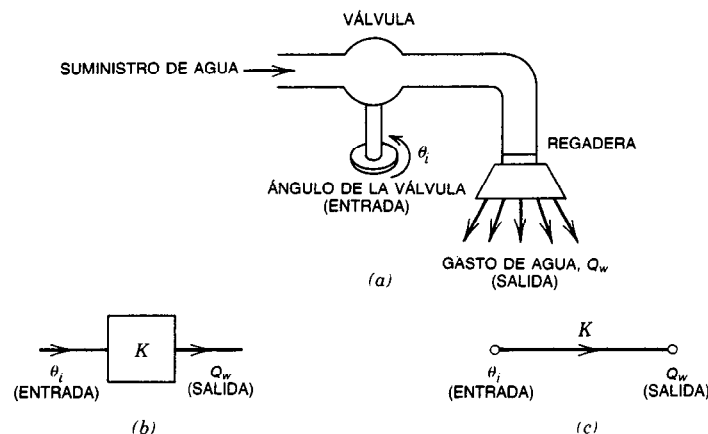 VÁLVULA
SUMINISTRO DE AGUA
θi
REGADERA
ÁNGULO DE LA VÁLVULA
(ENTRADA)
GASTO DE AGUA, Qw
(SALIDA)
(a)
K
θi
(ENTRADA)
Qw
(SALIDA)
(b)
K
θi
(ENTRADA)
Qw
(SALIDA)
(c)